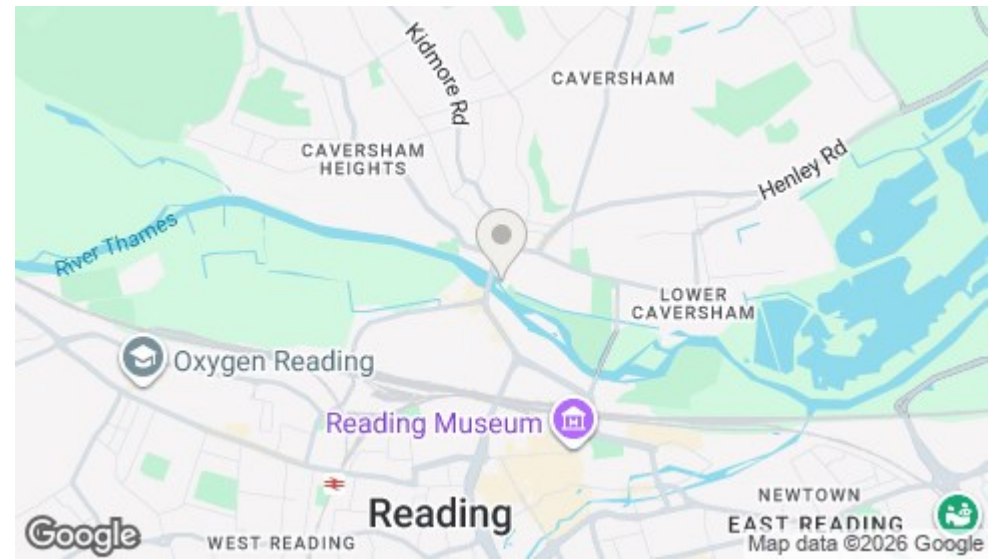 Kidmore Rd
CAVERSHAM
CAVERSHAM
HEIGHTS
Henley Rd
River Thames
LOWER
CAVERSHAM
Oxygen Reading
Reading Museum
Reading
NEWTOWN
EAST READING
Google
WEST READING
Map data ©2026 Google